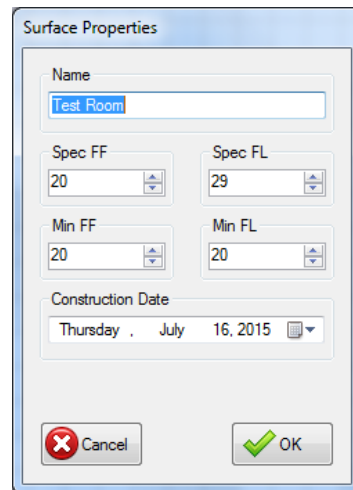 Surface Properties
Name
Test Room
Spec FF Spec FL
20 29
Min FF Min FL
20 20
Construction Date
Thursday , July 16, 2015
Cancel OK